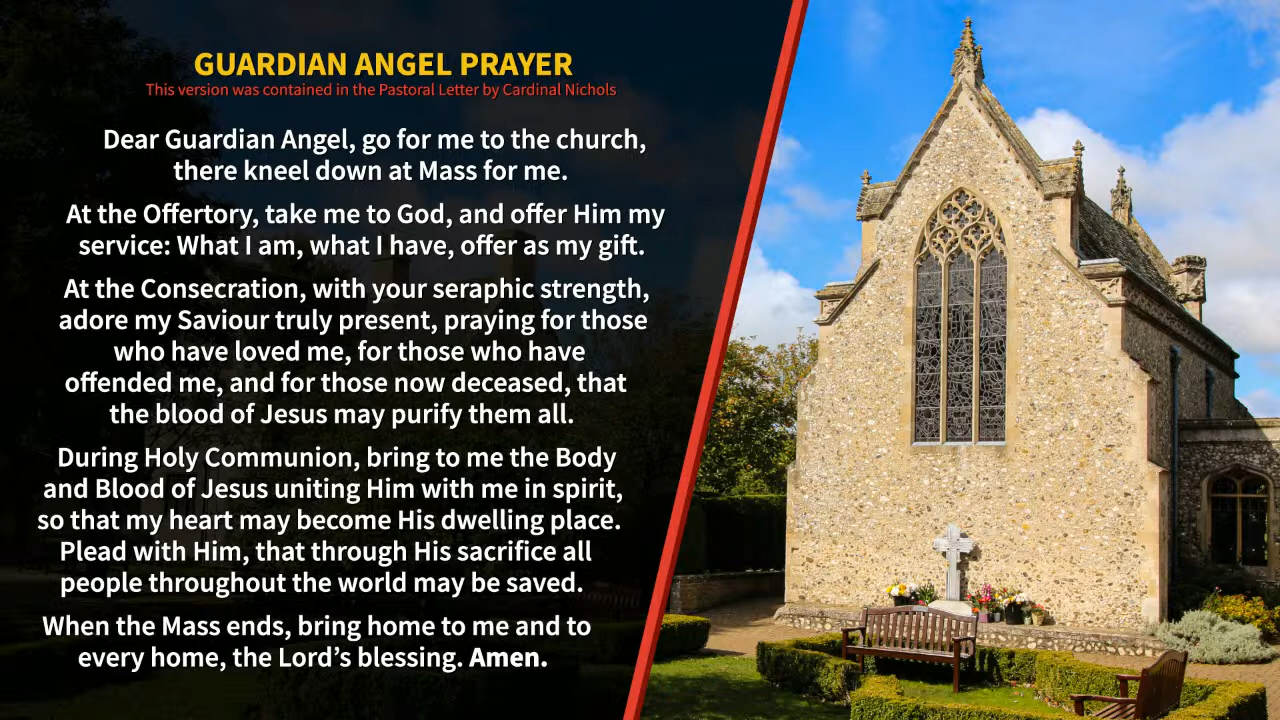 GUARDIAN ANGEL PRAYER
This version was contained in the Pastoral Letter by Cardinal Nichols
Dear Guardian Angel, go for me to the church,
there kneel down at Mass for me.
At the Offertory, take me to God, and offer Him my
service: What I am, what I have, offer as my gift.
At the Consecration, with your seraphic strength,
adore my Saviour truly present, praying for those
who have loved me, for those who have
offended me, and for those now deceased, that
the blood of Jesus may purify them all.
During Holy Communion, bring to me the Body
and Blood of Jesus uniting Him with me in spirit,
so that my heart may become His dwelling place.
Plead with Him, that through His sacrifice all
people throughout the world may be saved.
When the Mass ends, bring home to me and to
every home, the Lord’s blessing. Amen.